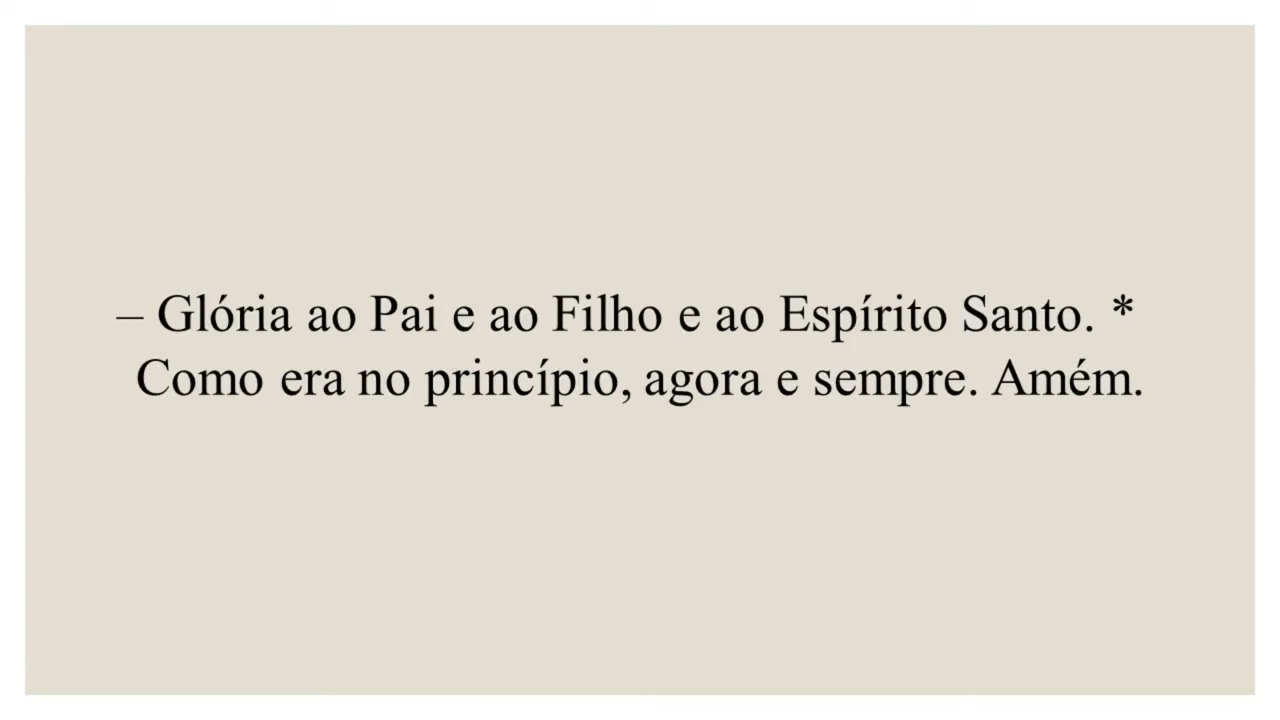 – Glória ao Pai e ao Filho e ao Espírito Santo. *
Como era no princípio, agora e sempre. Amém.